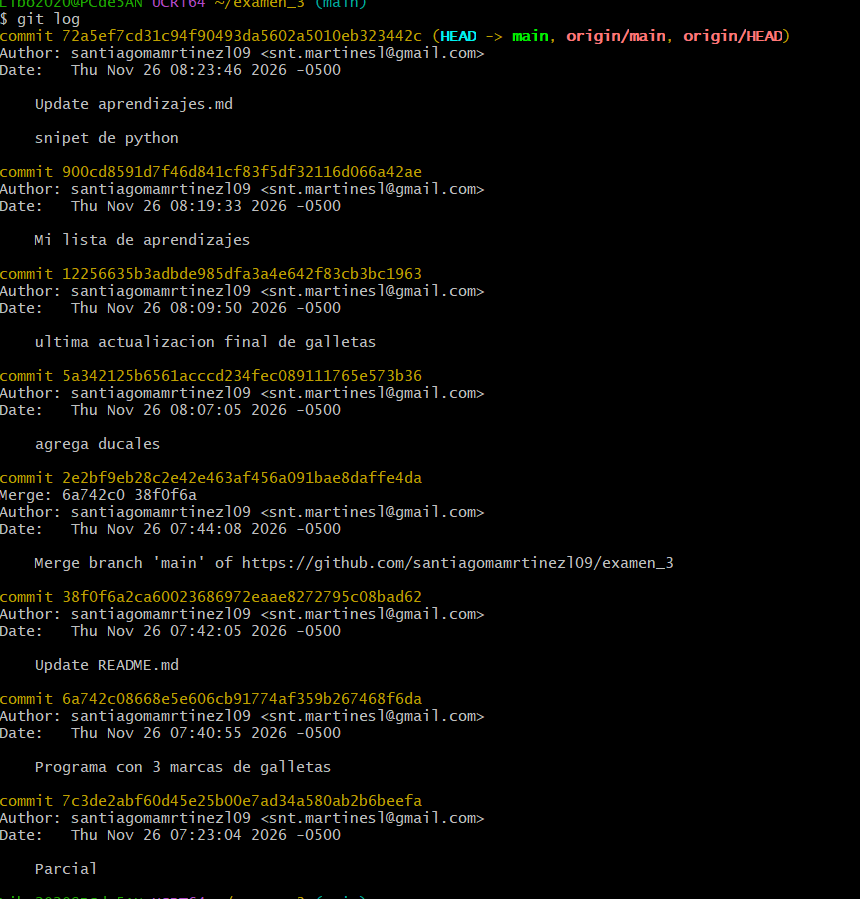 $ git log
commit 72a5ef7cd31c94f90493da5602a5010eb323442c (HEAD -> main, origin/main, origin/HEAD)
Author: santiagomamrtinezl09 <snt.martinesl@gmail.com>
Date:   Thu Nov 26 08:23:46 2026 -0500
Update aprendizajes.md
snipet de python
commit 900cd8591d7f46d841cf83f5df32116d066a42ae
Author: santiagomamrtinezl09 <snt.martinesl@gmail.com>
Date:   Thu Nov 26 08:19:33 2026 -0500
Mi lista de aprendizajes
commit 12256635b3adbde985dfa3a4e642f83cb3bc1963
Author: santiagomamrtinezl09 <snt.martinesl@gmail.com>
Date:   Thu Nov 26 08:09:50 2026 -0500
ultima actualizacion final de galletas
commit 5a342125b6561acccd234fec089111765e573b36
Author: santiagomamrtinezl09 <snt.martinesl@gmail.com>
Date:   Thu Nov 26 08:07:05 2026 -0500
agrega ducales
commit 2e2bf9eb28c2e42e463af456a091bae8daffe4da
Merge: 6a742c0 38f0f6a
Author: santiagomamrtinezl09 <snt.martinesl@gmail.com>
Date:   Thu Nov 26 07:44:08 2026 -0500
Merge branch 'main' of https://github.com/santiagomamrtinezl09/examen_3
commit 38f0f6a2ca60023686972eaae8272795c08bad62
Author: santiagomamrtinezl09 <snt.martinesl@gmail.com>
Date:   Thu Nov 26 07:42:05 2026 -0500
Update README.md
commit 6a742c08668e5e606cb91774af359b267468f6da
Author: santiagomamrtinezl09 <snt.martinesl@gmail.com>
Date:   Thu Nov 26 07:40:55 2026 -0500
Programa con 3 marcas de galletas
commit 7c3de2abf60d45e25b00e7ad34a580ab2b6beefa
Author: santiagomamrtinezl09 <snt.martinesl@gmail.com>
Date:   Thu Nov 26 07:23:04 2026 -0500
Parcial